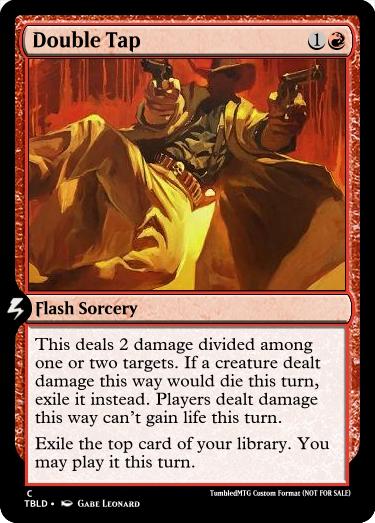 Double Tap 1
Flash Sorcery
This deals 2 damage divided among
one or two targets. If a creature dealt
damage this way would die this turn,
exile it instead. Players dealt damage
this way can't gain life this turn.
Exile the top card of your library. You
may play it this turn.
C
TBLD • Gabe Leonard
TumbledMTG Custom Format (NOT FOR SALE)